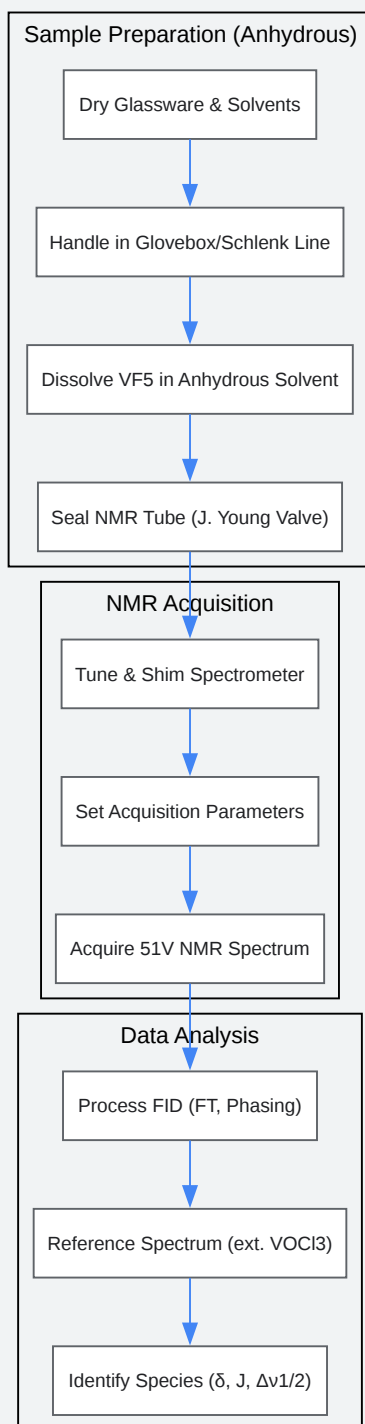 Sample Preparation (Anhydrous)
Dry Glassware & Solvents
Handle in Glovebox/Schlenk Line
Dissolve VF5 in Anhydrous Solvent
Seal NMR Tube (J. Young Valve)
NMR Acquisition
Tune & Shim Spectrometer
Set Acquisition Parameters
Acquire 51V NMR Spectrum
Data Analysis
Process FID (FT, Phasing)
Reference Spectrum (ext. VOCl3)
Identify Species (δ, J, Δν1/2)